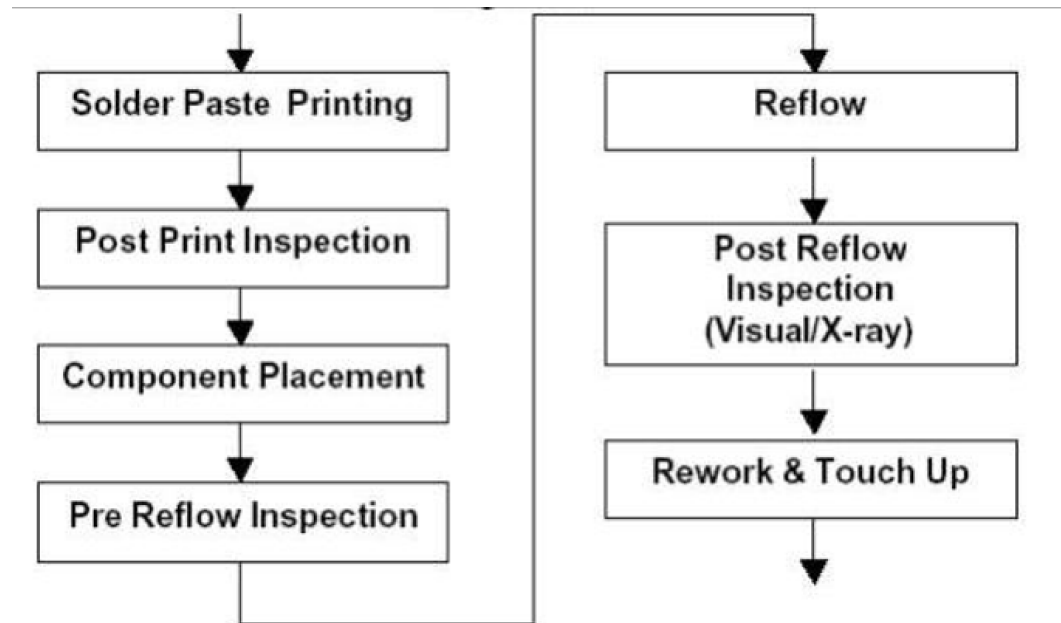 Solder Paste Printing
Post Print Inspection
Component Placement
Pre Reflow Inspection
Reflow
Post Reflow
Inspection
(Visual/X-ray)
Rework & Touch Up